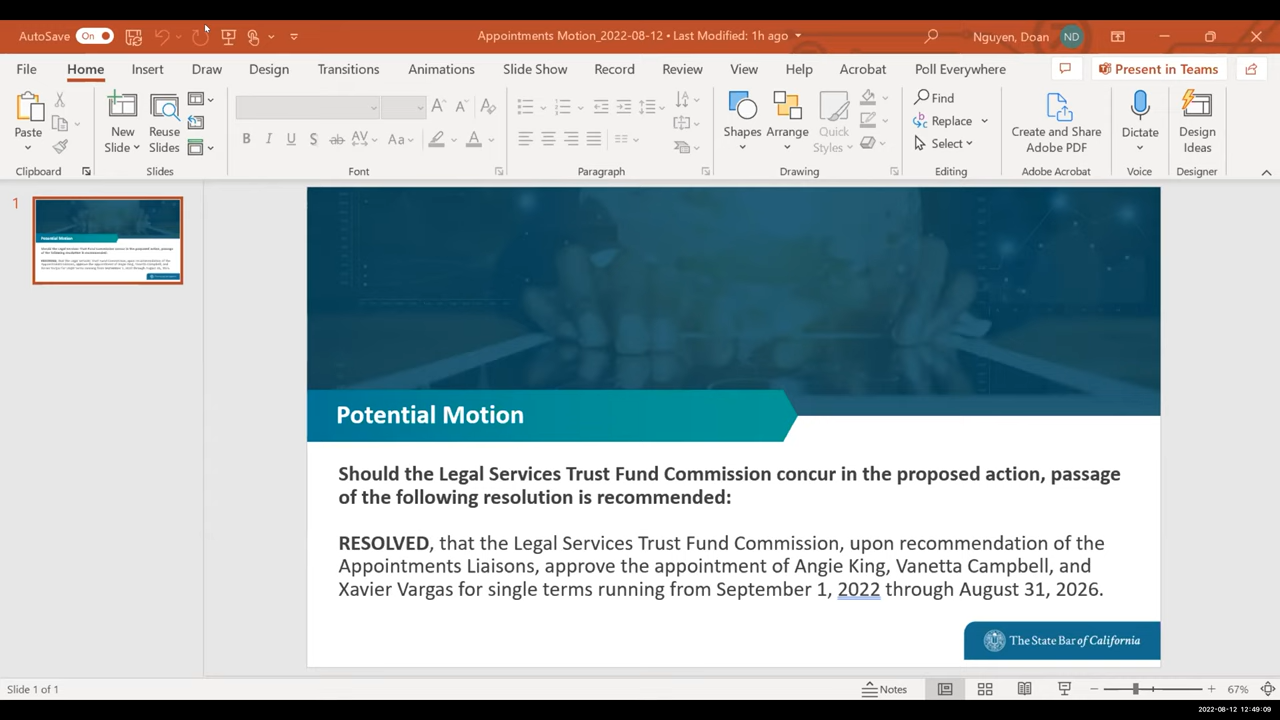 AutoSave On Appointments Motion_2022-08-12 • Last Modified: 1h ago Nguyen, Doan ND
File Home Insert Draw Design Transitions Animations Slide Show Record Review View Help Acrobat Poll Everywhere Present in Teams
Paste New Slide Reuse Slides Shapes Arrange Quick Styles Find Replace Select Create and Share Adobe PDF Dictate Design Ideas
Clipboard Slides Font Paragraph Drawing Editing Adobe Acrobat Voice Designer
1
Potential Motion
Should the Legal Services Trust Fund Commission concur in the proposed action, passage
of the following resolution is recommended:
RESOLVED, that the Legal Services Trust Fund Commission, upon recommendation of the
Appointments Liaisons, approve the appointment of Angie King, Vanetta Campbell, and
Xavier Vargas for single terms running from September 1, 2022 through August 31, 2026.
The State Bar of California
Slide 1 of 1 Notes 67%
2022-08-12 12:49:09